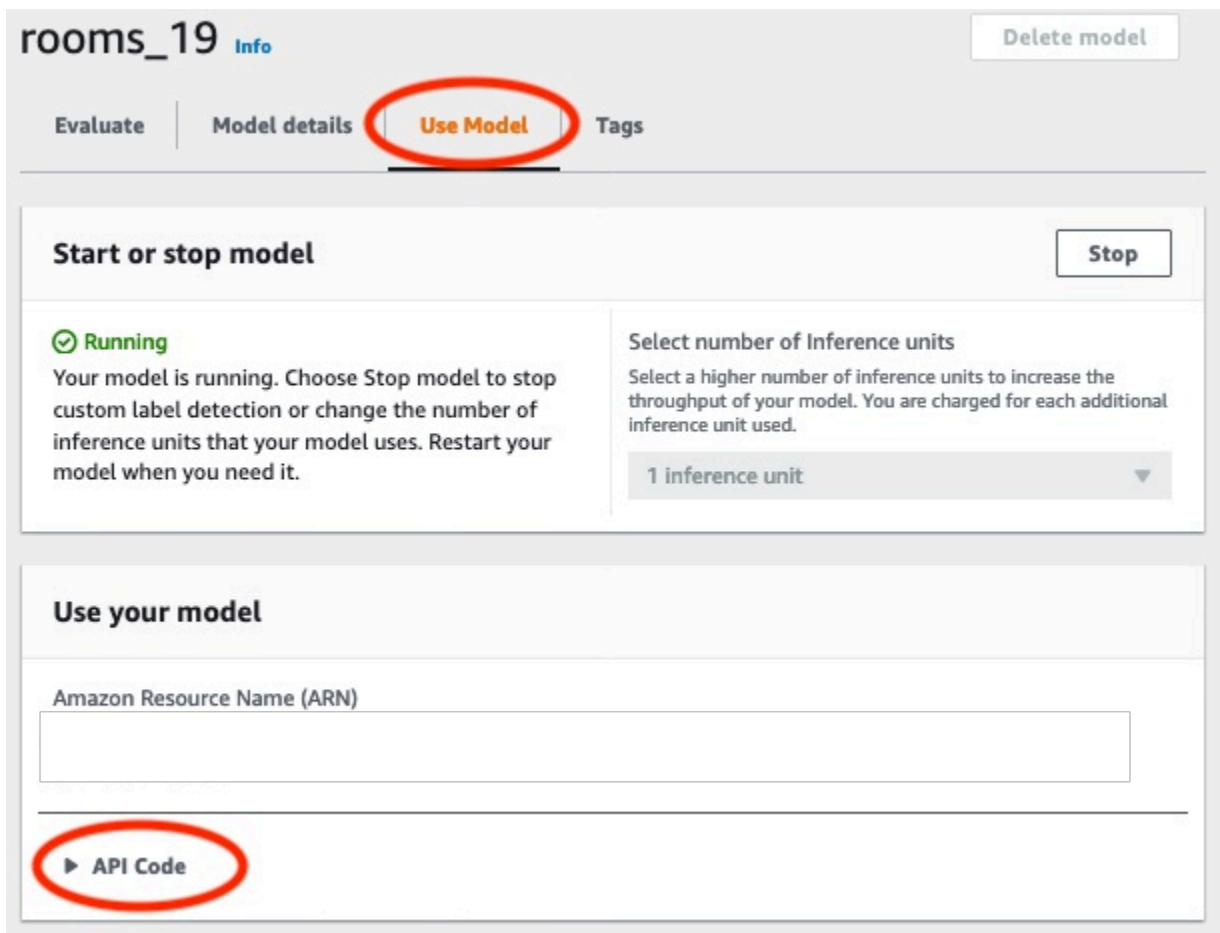 rooms_19 Info
Delete model
Evaluate
Model details
Use Model
Tags
Start or stop model
Stop
Running
Your model is running. Choose Stop model to stop
custom label detection or change the number of
inference units that your model uses. Restart your
model when you need it.
Select number of Inference units
Select a higher number of inference units to increase the
throughput of your model. You are charged for each additional
inference unit used.
1 inference unit
Use your model
Amazon Resource Name (ARN)
API Code